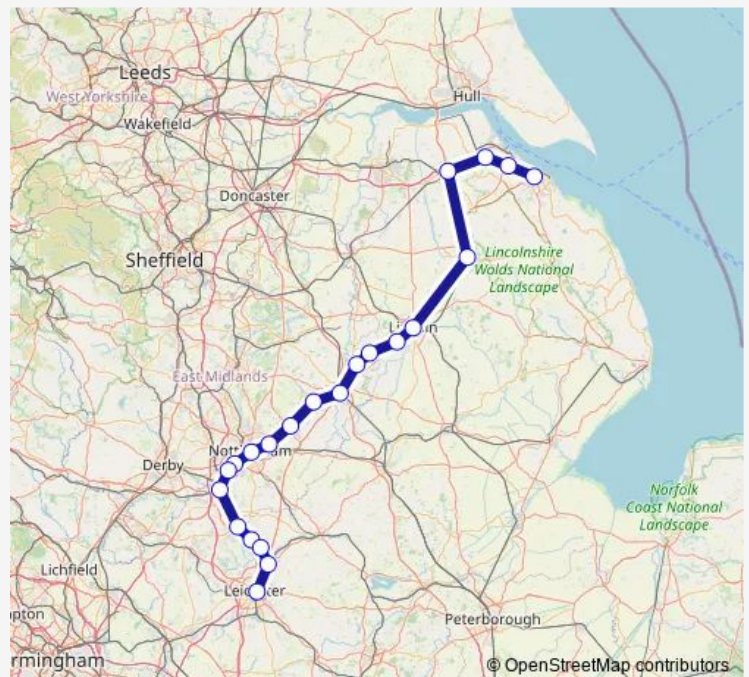 Leeds
West Yorkshire
Hull
Wakefield
Doncaster
Sheffield
Lincolnshire
Wolds National
Landscape
East Midlands
Derby
Norfolk
Coast National
Landscape
Lichfield
pton
Peterborough
rmingham
© OpenStreetMap contributors